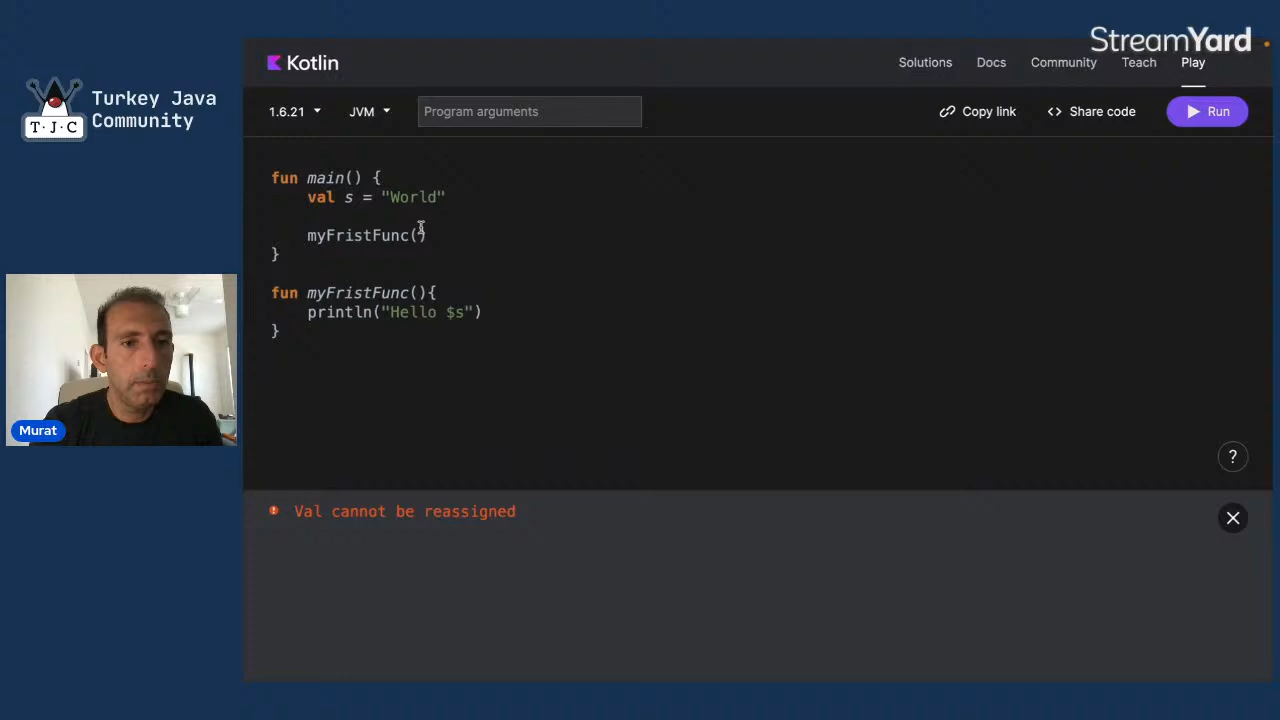 StreamYard
Kotlin
Solutions Docs Community Teach Play
Turkey Java
Community
T·J·C
1.6.21 JVM Program arguments Copy link <> Share code Run
fun main() {
val s = "World"
myFristFunc()
}
fun myFristFunc(){
println("Hello $s")
}
Murat
?
Val cannot be reassigned